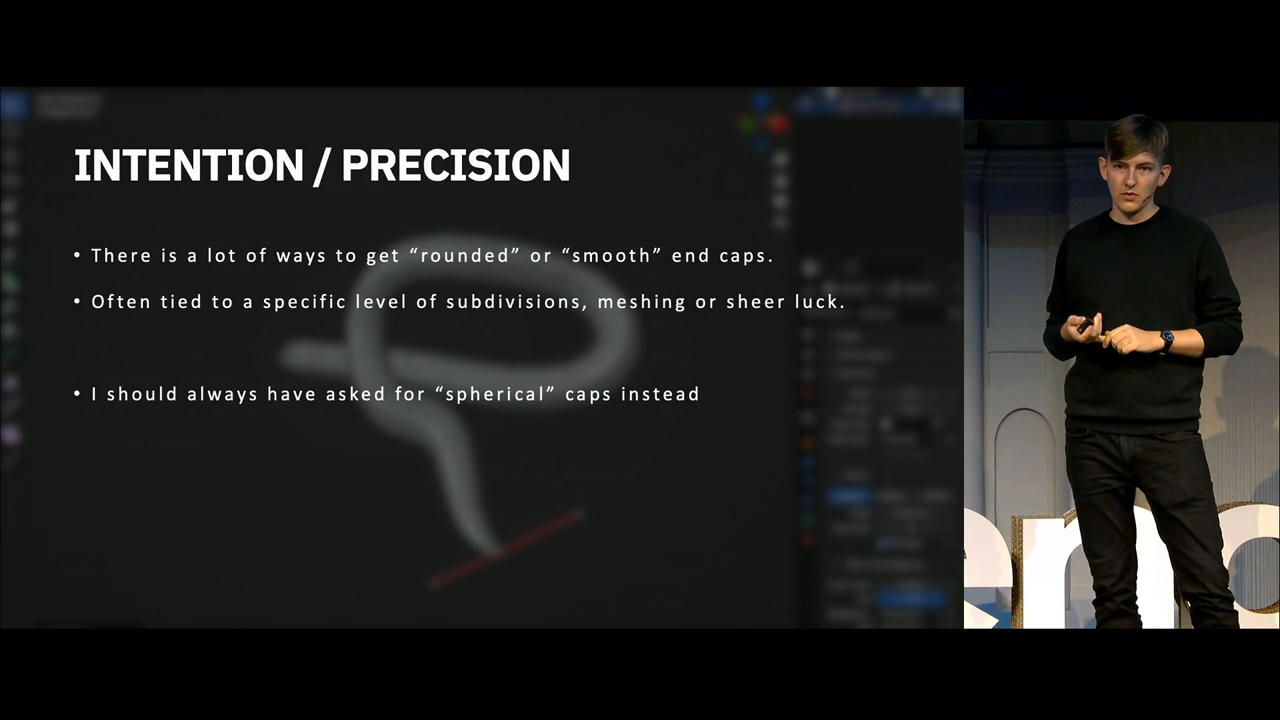 INTENTION / PRECISION
• There is a lot of ways to get “rounded” or “smooth” end caps.
• Often tied to a specific level of subdivisions, meshing or sheer luck.
• I should always have asked for “spherical” caps instead